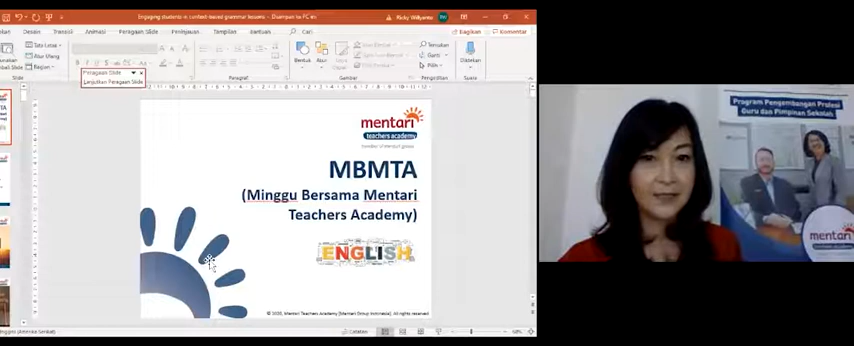 Engaging students in context-based grammar lessons - Disimpan ke PC ini
Ricky Willyanto
Desain Transisi Animasi Peragaan Slide Peninjauan Tampilan Bantuan Cari
Bagikan Komentar
Tata Letak
Atur Ulang
Bagian
Bentuk Atur
Temukan
Ganti
Pilih
Diktekan
Slide
Paragraf
Pengeditan
Peragaan Slide
Lanjutkan Peragaan Slide
mentari
teachers academy
MBMTA
(Minggu Bersama Mentari
Teachers Academy)
ENGLISH
© 2020, Mentari Teachers Academy (Mentari Group Indonesia). All rights reserved
Catatan
Program Pengembangan Profesi
Guru dan Pimpinan Sekolah
mentari
teachers academy